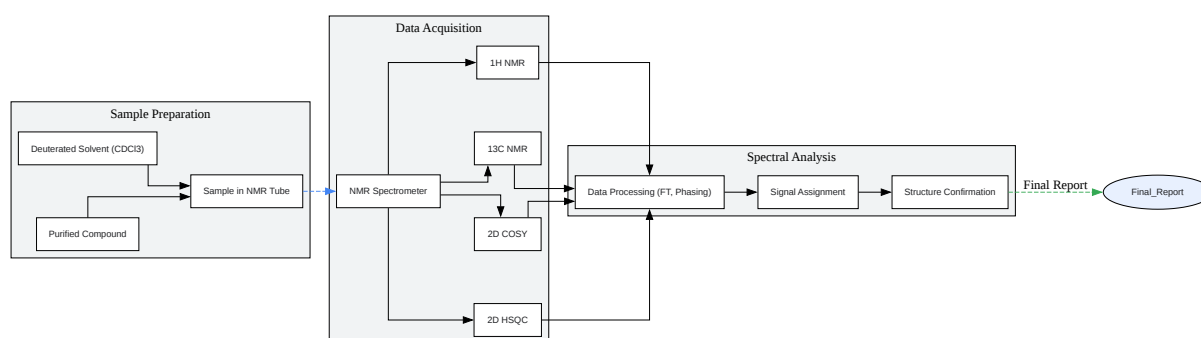 Sample Preparation
Deuterated Solvent (CDCl3)
Purified Compound
Sample in NMR Tube
Data Acquisition
NMR Spectrometer
1H NMR
13C NMR
2D COSY
2D HSQC
Spectral Analysis
Data Processing (FT, Phasing)
Signal Assignment
Structure Confirmation
Final Report
Final_Report